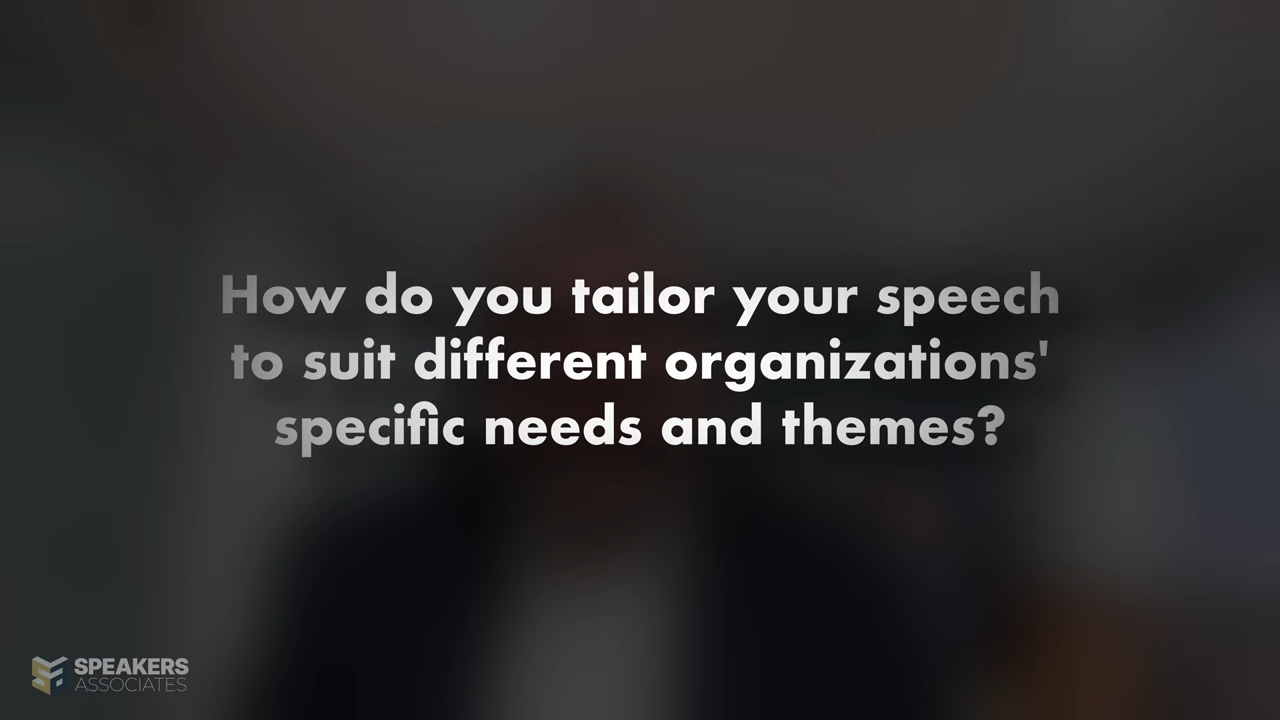 How do you tailor your speech
to suit different organizations'
specific needs and themes?
SPEAKERS
ASSOCIATES